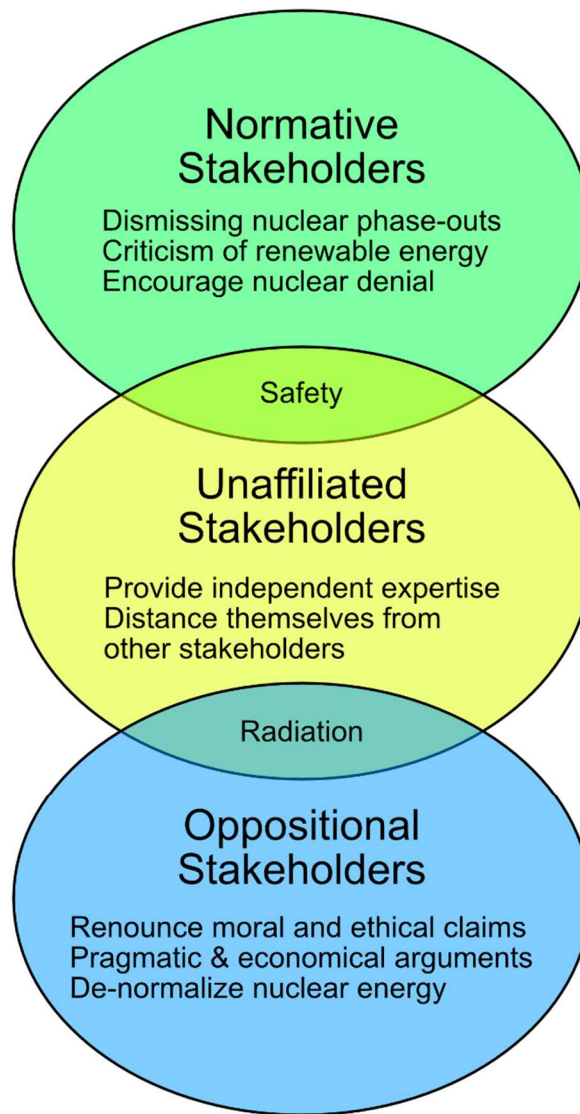 Normative
Stakeholders
Dismissing nuclear phase-outs
Criticism of renewable energy
Encourage nuclear denial
Safety
Unaffiliated
Stakeholders
Provide independent expertise
Distance themselves from
other stakeholders
Radiation
Oppositional
Stakeholders
Renounce moral and ethical claims
Pragmatic & economical arguments
De-normalize nuclear energy